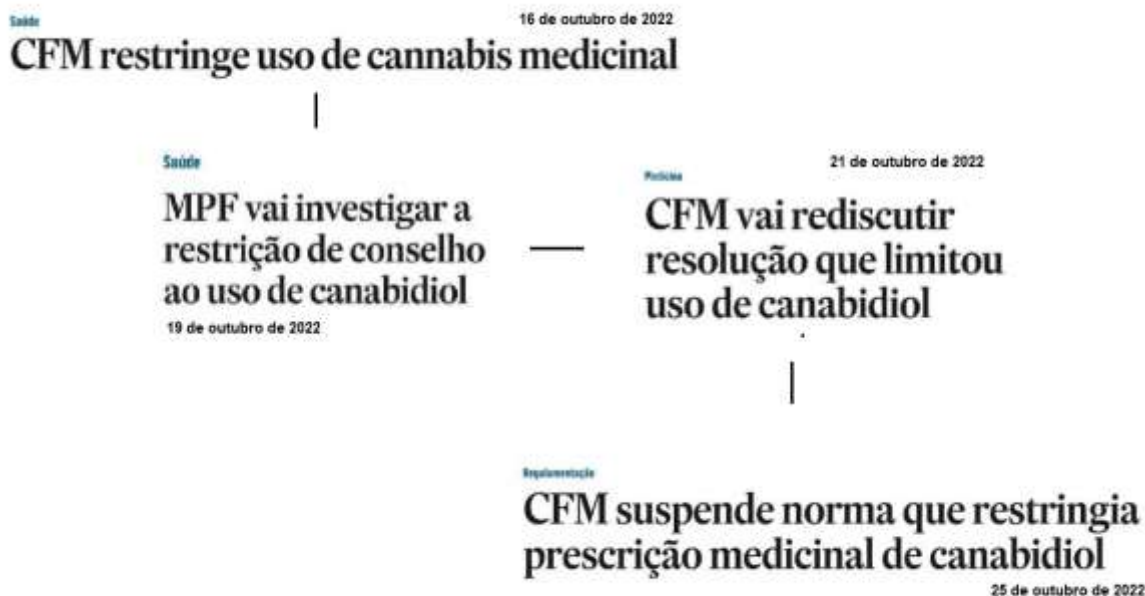 Saúde
16 de outubro de 2022
CFM restringe uso de cannabis medicinal
Saúde
MPF vai investigar a
restrição de conselho
ao uso de canabidiol
19 de outubro de 2022
21 de outubro de 2022
Medicina
CFM vai rediscutir
resolução que limitou
uso de canabidiol
Regulamentação
CFM suspende norma que restringia
prescrição medicinal de canabidiol
25 de outubro de 2022